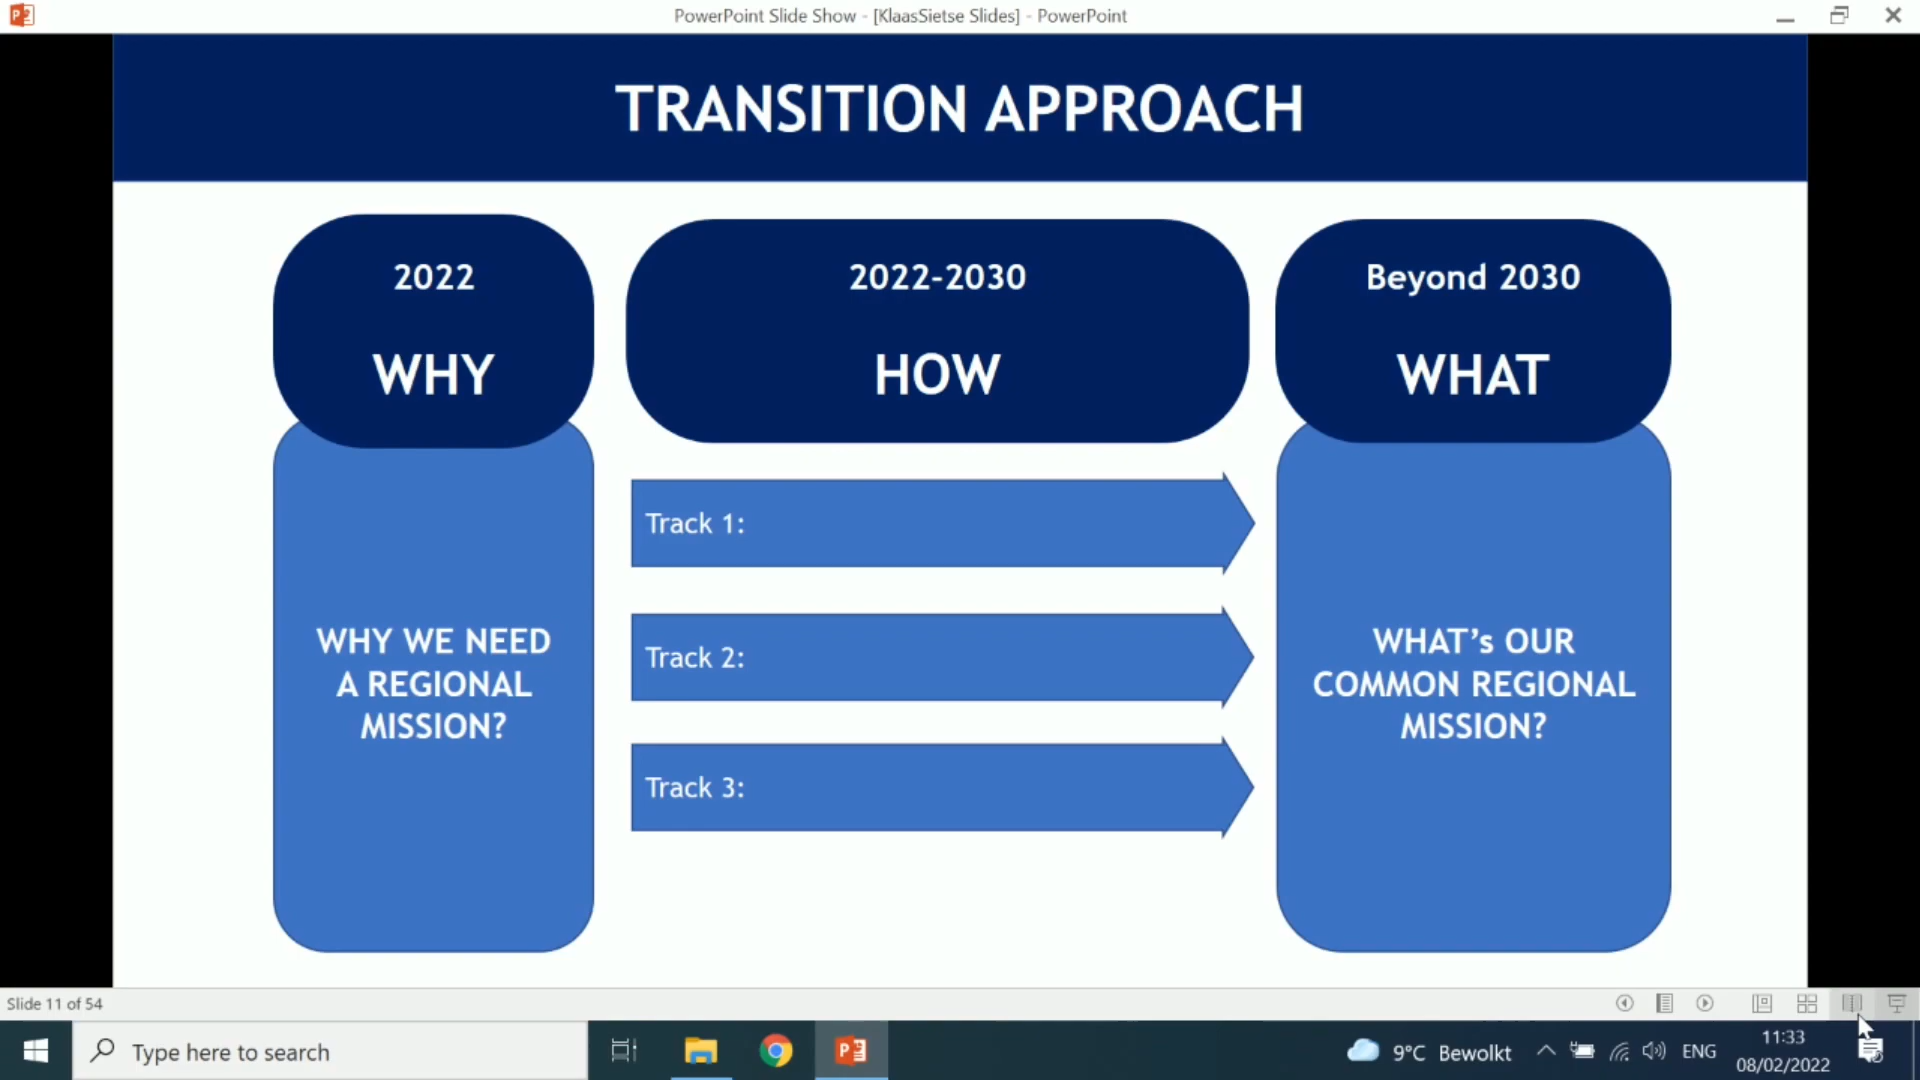 PowerPoint Slide Show - [KlaasSietse Slides] - PowerPoint
TRANSITION APPROACH
2022
WHY
2022-2030
HOW
Beyond 2030
WHAT
WHY WE NEED
A REGIONAL
MISSION?
Track 1:
Track 2:
Track 3:
WHAT's OUR
COMMON REGIONAL
MISSION?
Slide 11 of 54
Type here to search
9°C Bewolkt
ENG
11:33
08/02/2022